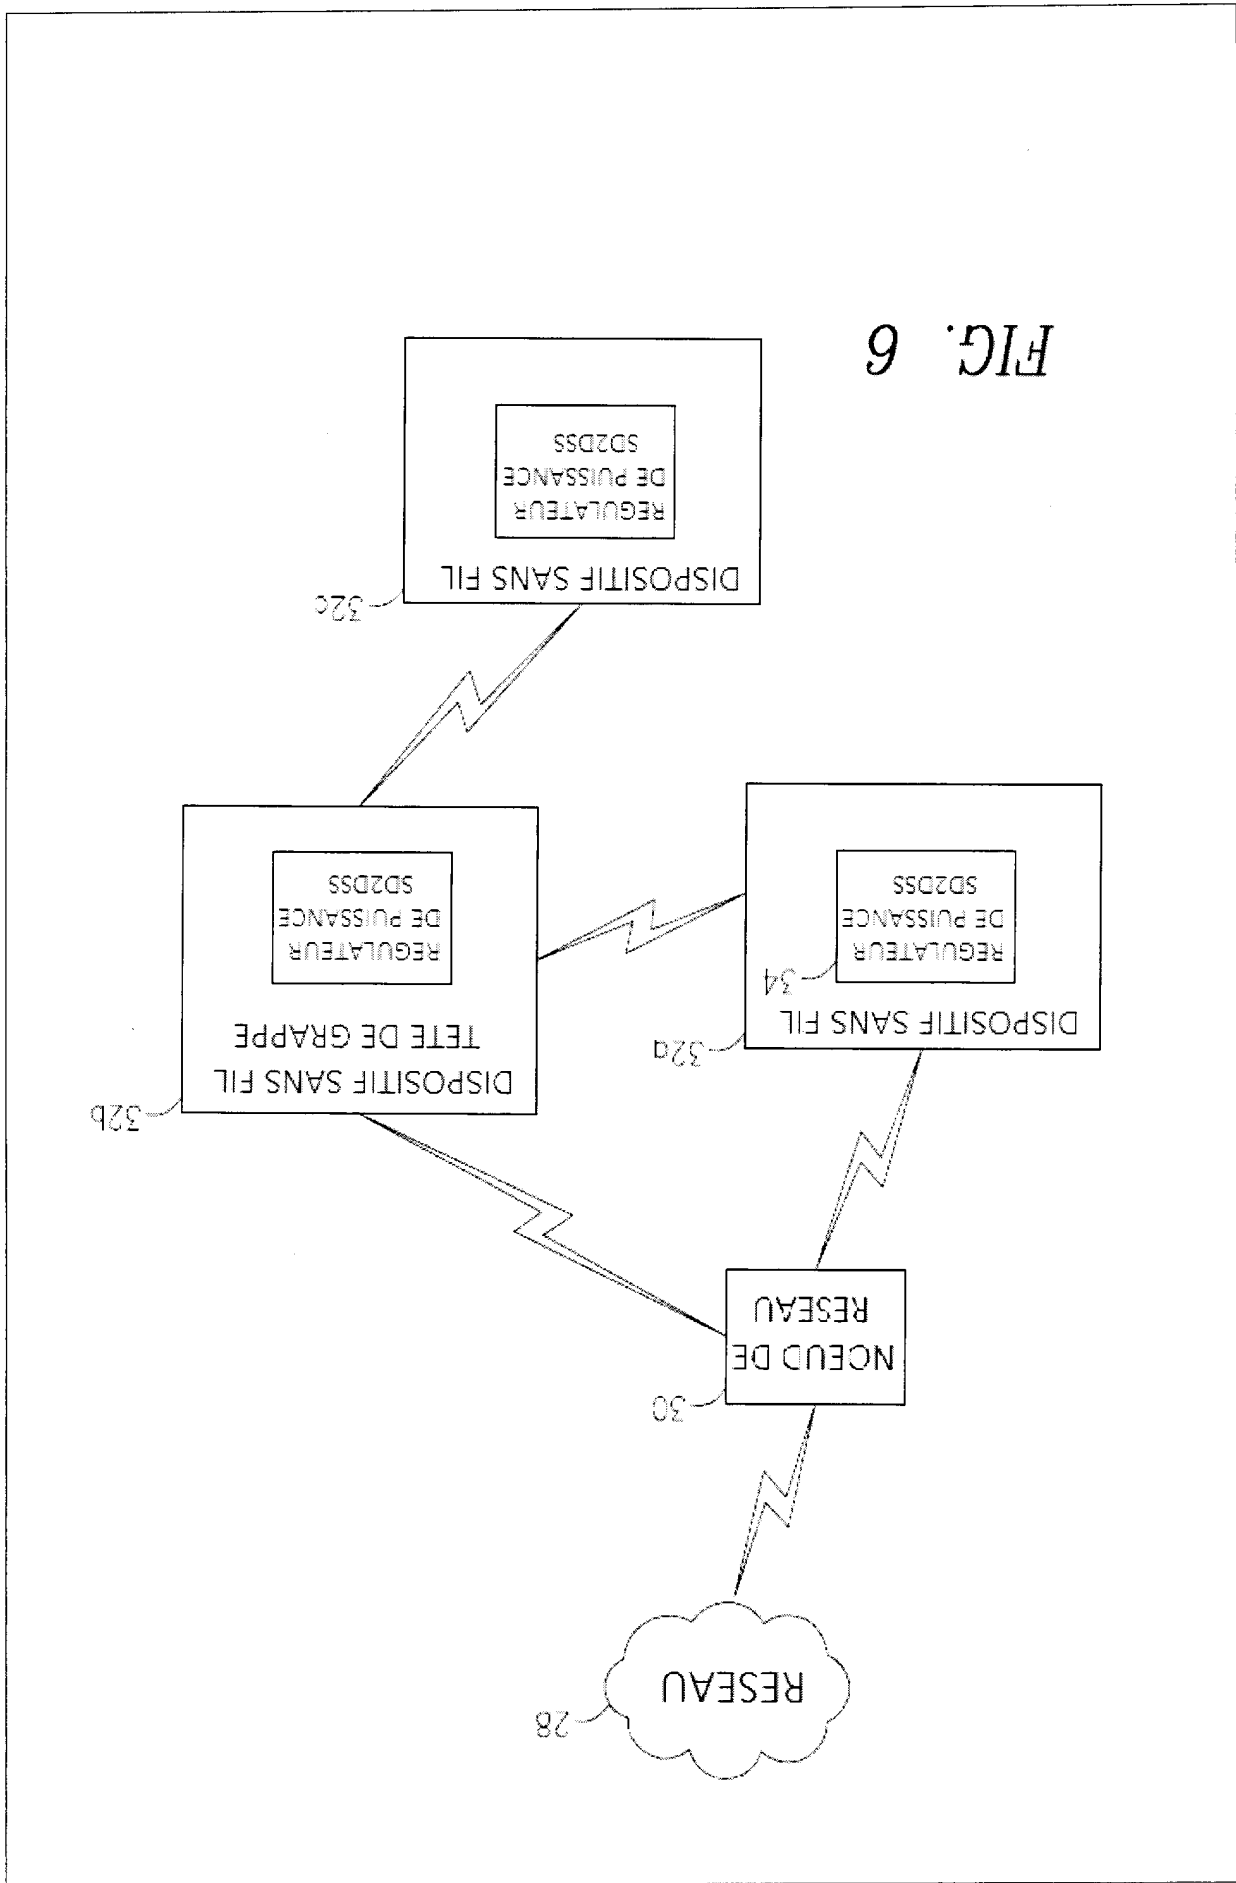 28
RESEAU
30
NCEUD DE
RESEAU
32a
DISPOSITIF SANS FIL
34
REGULATEUR
DE PUISSANCE
SD2DSS
32b
DISPOSITIF SANS FIL
TETE DE GRAPPE
REGULATEUR
DE PUISSANCE
SD2DSS
32c
DISPOSITIF SANS FIL
REGULATEUR
DE PUISSANCE
SD2DSS
FIG. 6